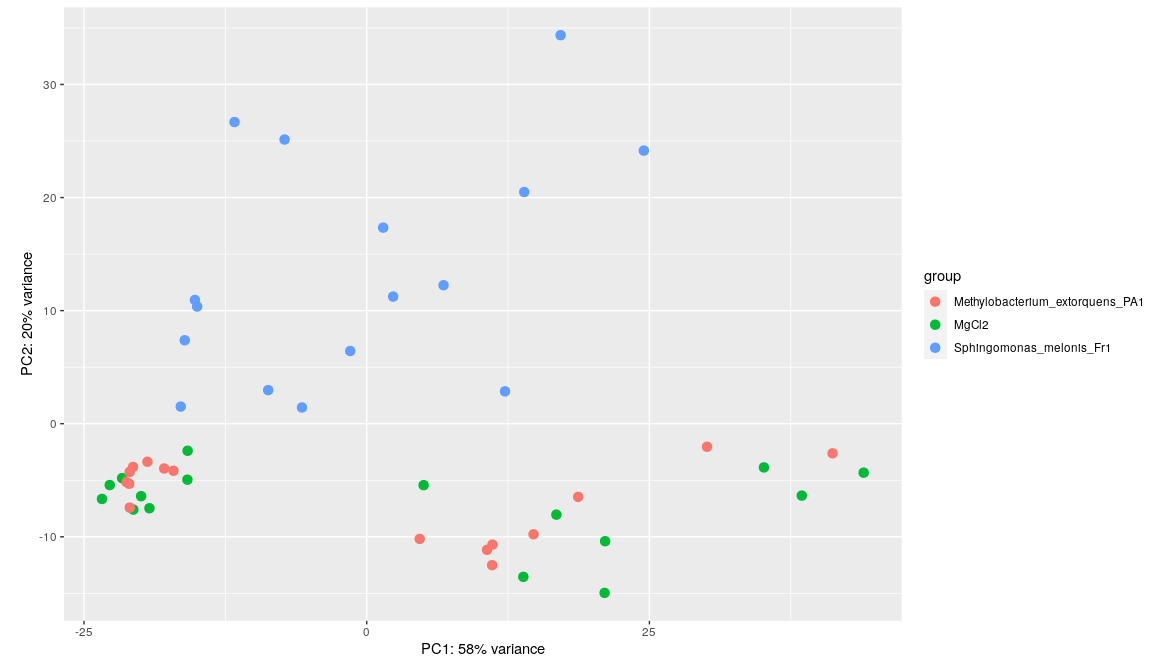 30
20
10
0
-10
-25
0
25
PC2: 20% variance
PC1: 58% variance
group
Methylobacterium_extorquens_PA1
MgCl2
Sphingomonas_melonis_Fr1